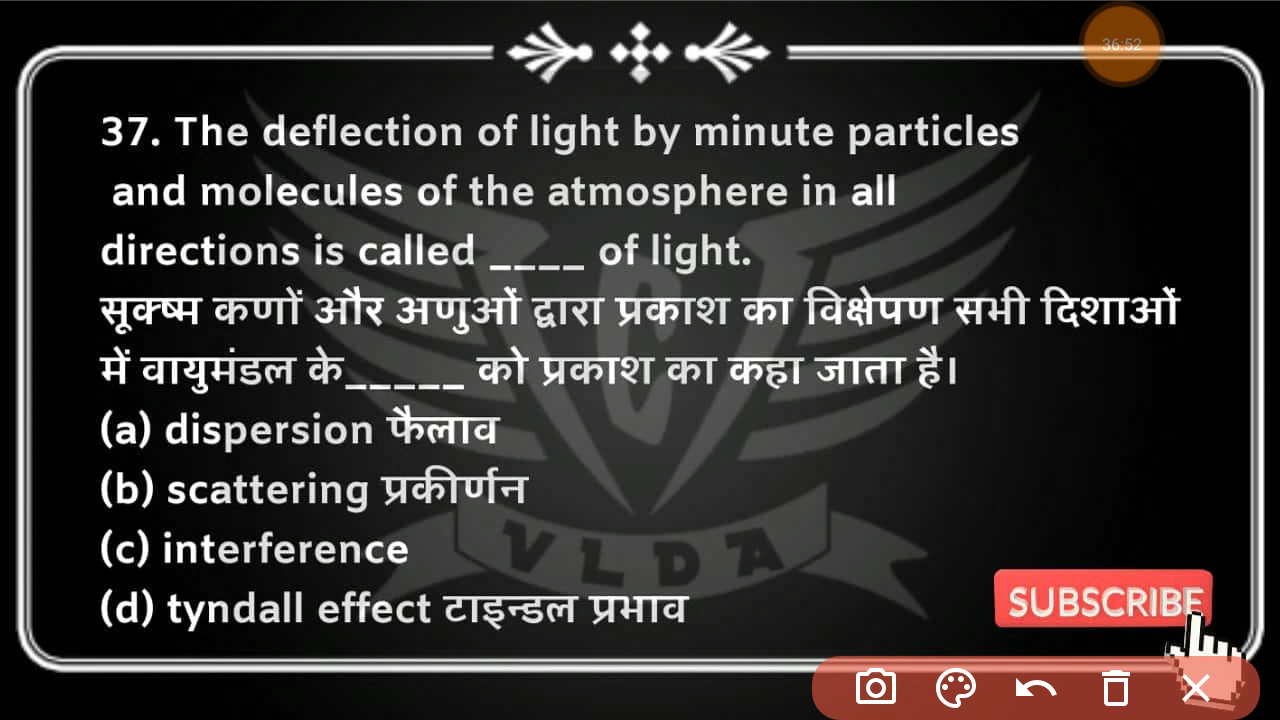 36:52
37. The deflection of light by minute particles
and molecules of the atmosphere in all
directions is called ____ of light.
सूक्ष्म कणों और अणुओं द्वारा प्रकाश का विक्षेपण सभी दिशाओं
में वायुमंडल के_____ को प्रकाश का कहा जाता है।
(a) dispersion फैलाव
(b) scattering प्रकीर्णन
(c) interference
(d) tyndall effect टाइन्डल प्रभाव
VLDA
SUBSCRIBE